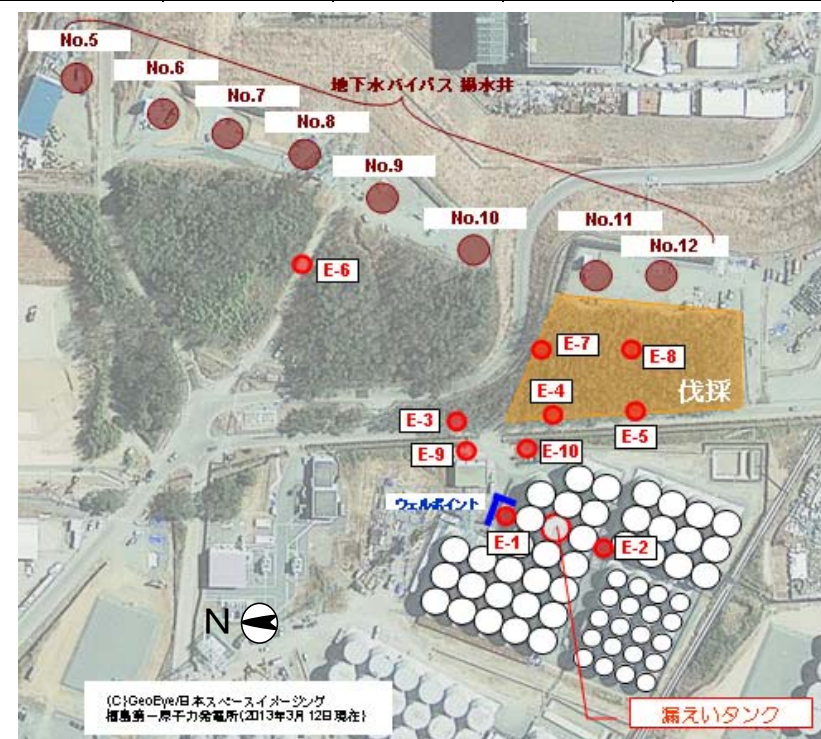 No.5
No.6
地下水バイパス 揚水井
No.7
No.8
No.9
No.10
No.11
No.12
E-6
E-7
E-8
伐採
E-4
E-3
E-5
E-9
E-10
ウェルポイント
E-1
E-2
N
(C)GeoEye/日本スペースイメージング
福島第一原子力発電所(2013年3月12日現在)
漏えいタンク